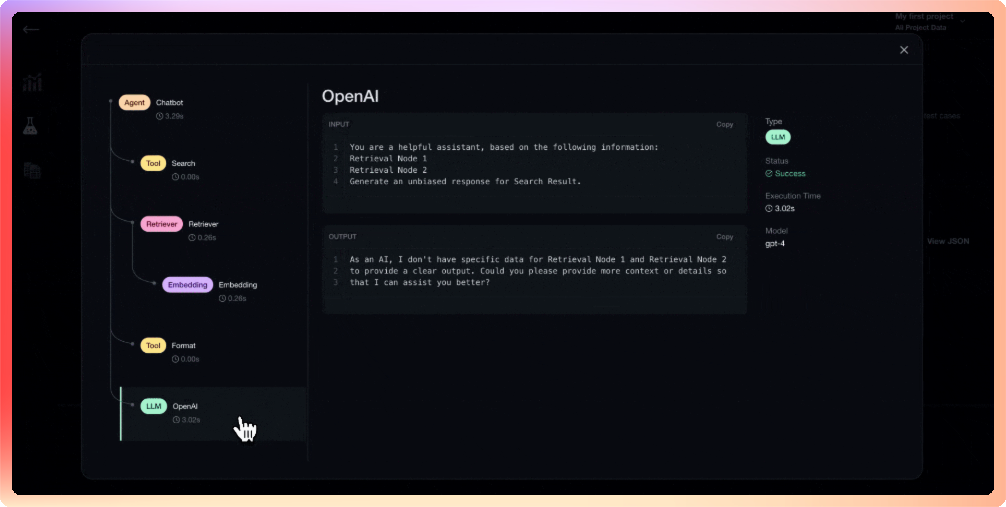 My first project
All Project Data
Agent Chatbot
3.29s
Tool Search
0.00s
Retriever Retriever
0.26s
Embedding Embedding
0.26s
Tool Format
0.00s
LLM OpenAI
3.02s
OpenAI
INPUT Copy
1 You are a helpful assistant, based on the following information:
2 Retrieval Node 1
3 Retrieval Node 2
4 Generate an unbiased response for Search Result.
OUTPUT Copy
1 As an AI, I don't have specific data for Retrieval Node 1 and Retrieval Node 2
2 to provide a clear output. Could you please provide more context or details so
3 that I can assist you better?
Type
LLM
Status
Success
Execution Time
3.02s
Model
gpt-4
test cases
View JSON